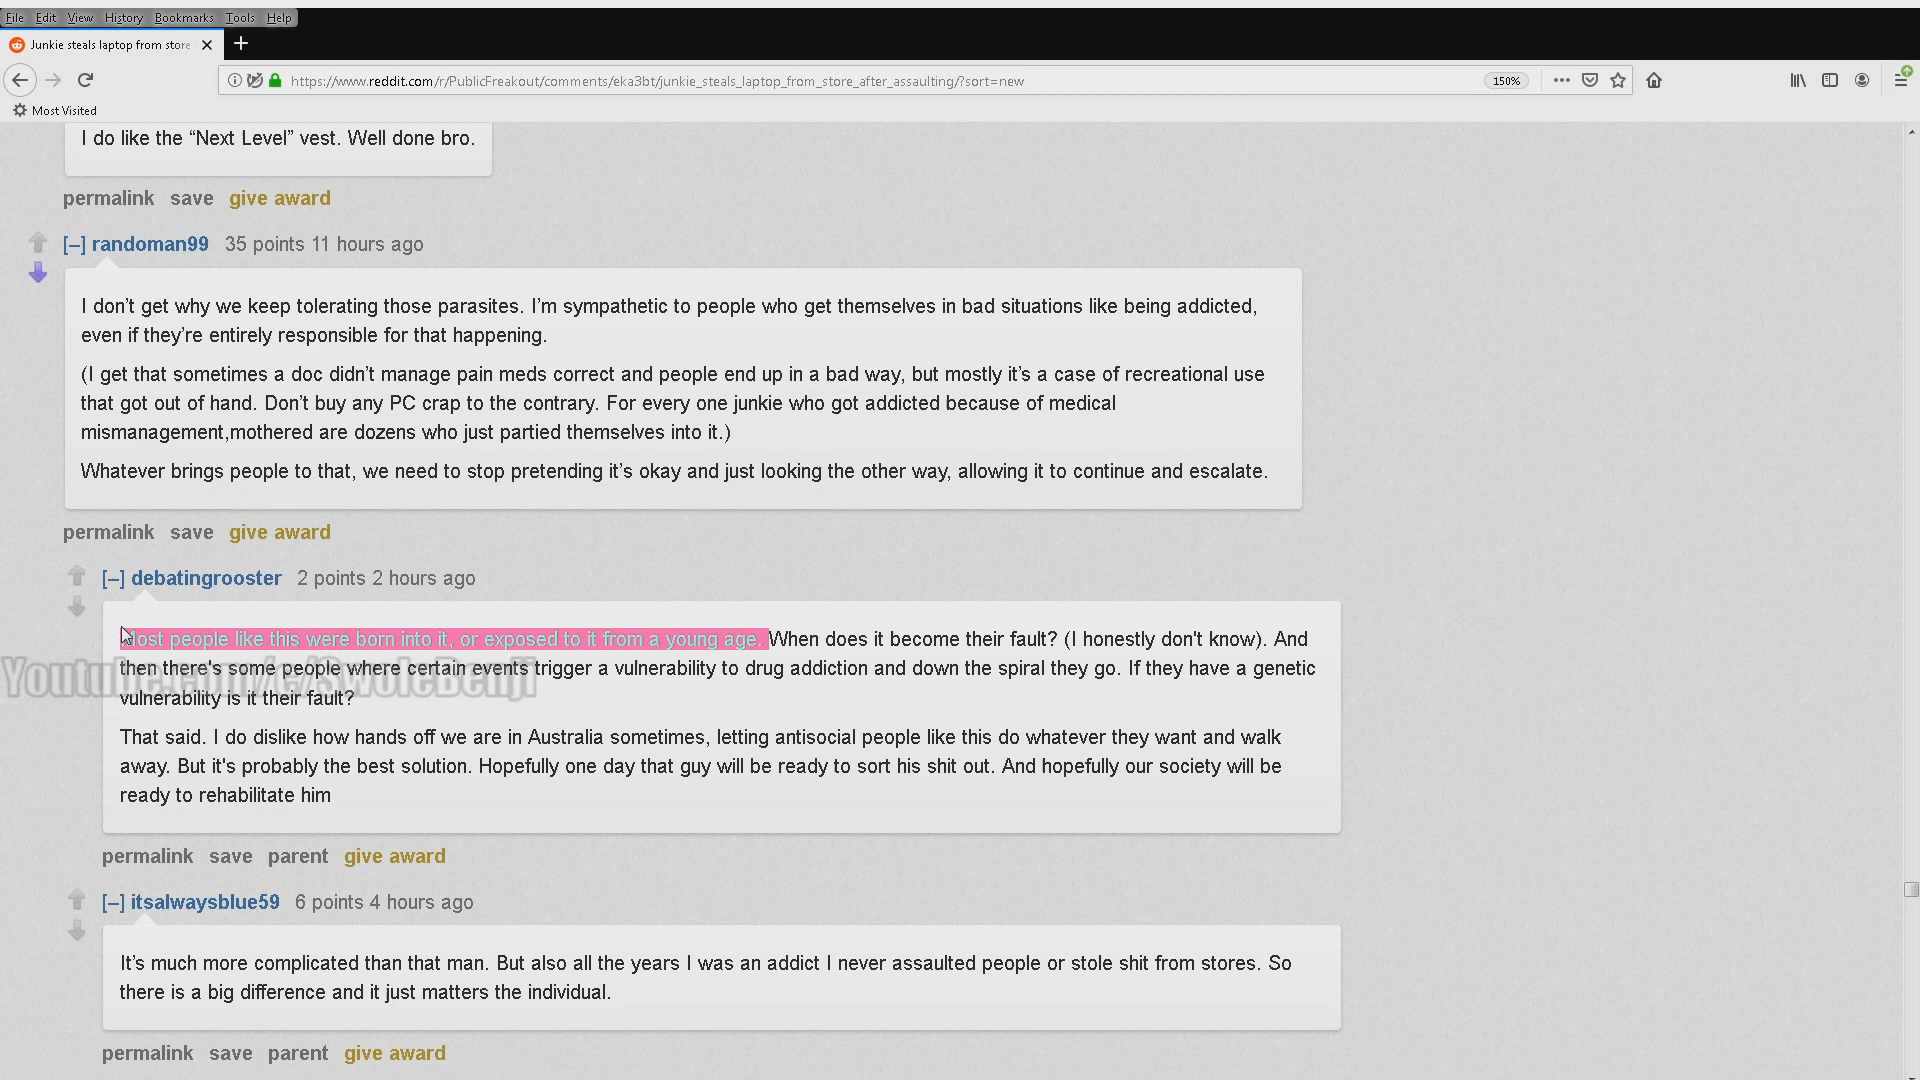 File Edit View History Bookmarks Tools Help
Junkie steals laptop from store
https://www.reddit.com/r/PublicFreakout/comments/eka3bt/junkie_steals_laptop_from_store_after_assaulting/?sort=new 150%
Most Visited
I do like the “Next Level” vest. Well done bro.
permalink save give award
[–] randoman99 35 points 11 hours ago
I don’t get why we keep tolerating those parasites. I’m sympathetic to people who get themselves in bad situations like being addicted,
even if they’re entirely responsible for that happening.
(I get that sometimes a doc didn’t manage pain meds correct and people end up in a bad way, but mostly it’s a case of recreational use
that got out of hand. Don’t buy any PC crap to the contrary. For every one junkie who got addicted because of medical
mismanagement,mothered are dozens who just partied themselves into it.)
Whatever brings people to that, we need to stop pretending it’s okay and just looking the other way, allowing it to continue and escalate.
permalink save give award
[–] debatingrooster 2 points 2 hours ago
Most people like this were born into it, or exposed to it from a young age. When does it become their fault? (I honestly don't know). And
then there's some people where certain events trigger a vulnerability to drug addiction and down the spiral they go. If they have a genetic
Youtube.com/c/SwoleBenji
vulnerability is it their fault?
That said. I do dislike how hands off we are in Australia sometimes, letting antisocial people like this do whatever they want and walk
away. But it's probably the best solution. Hopefully one day that guy will be ready to sort his shit out. And hopefully our society will be
ready to rehabilitate him
permalink save parent give award
[–] itsalwaysblue59 6 points 4 hours ago
It’s much more complicated than that man. But also all the years I was an addict I never assaulted people or stole shit from stores. So
there is a big difference and it just matters the individual.
permalink save parent give award